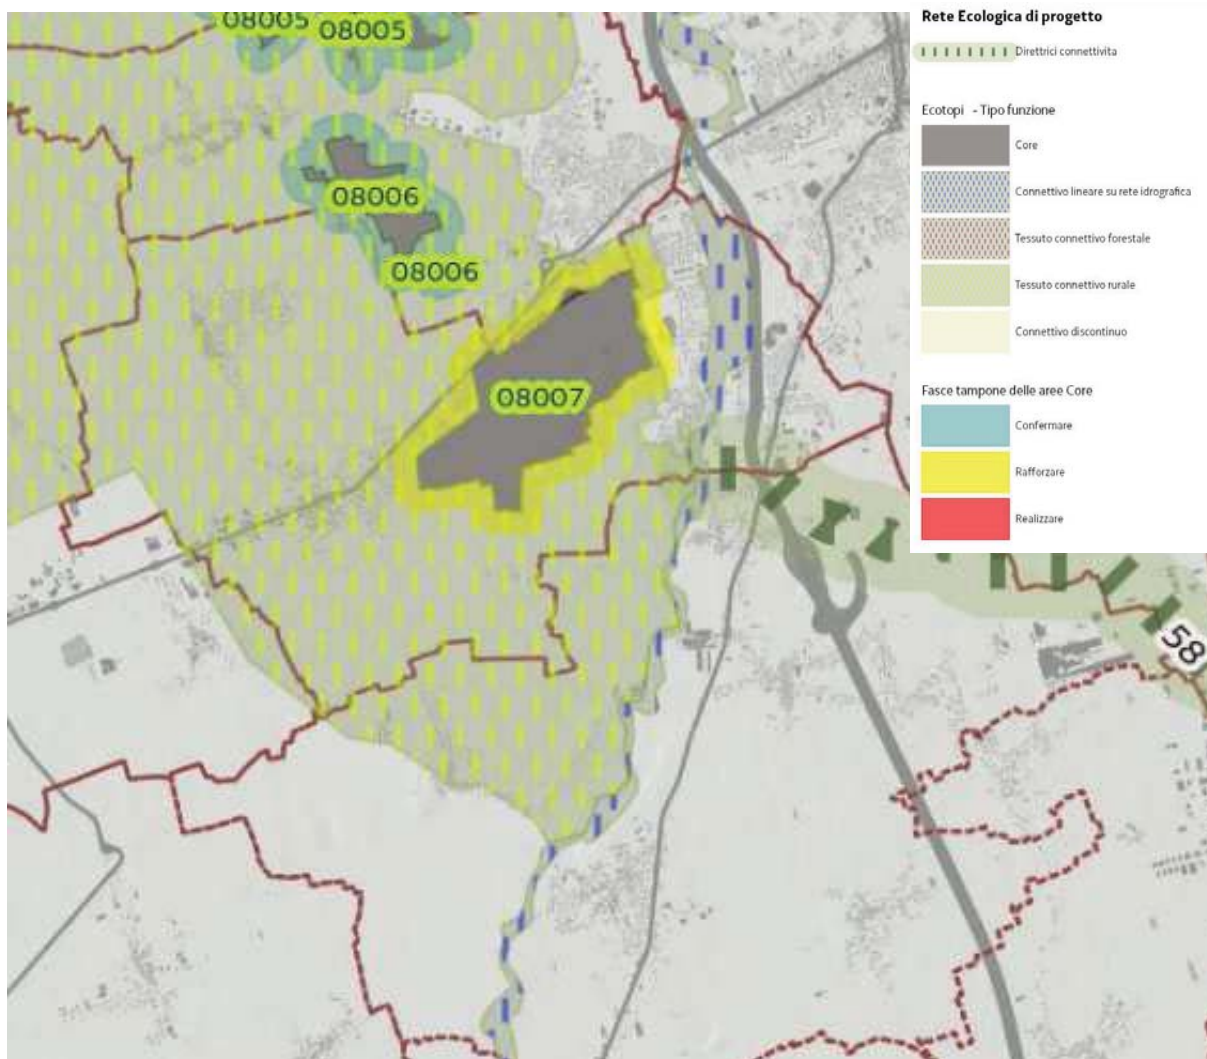 08005
08005
08006
08006
08007
58
Rete Ecologica di progetto
Direttrici connettivita
Ecotopi - Tipo funzione
Core
Connettivo lineare su rete idrografica
Tessuto connettivo forestale
Tessuto connettivo rurale
Connettivo discontinuo
Fasce tampone delle aree Core
Confermare
Rafforzare
Realizzare